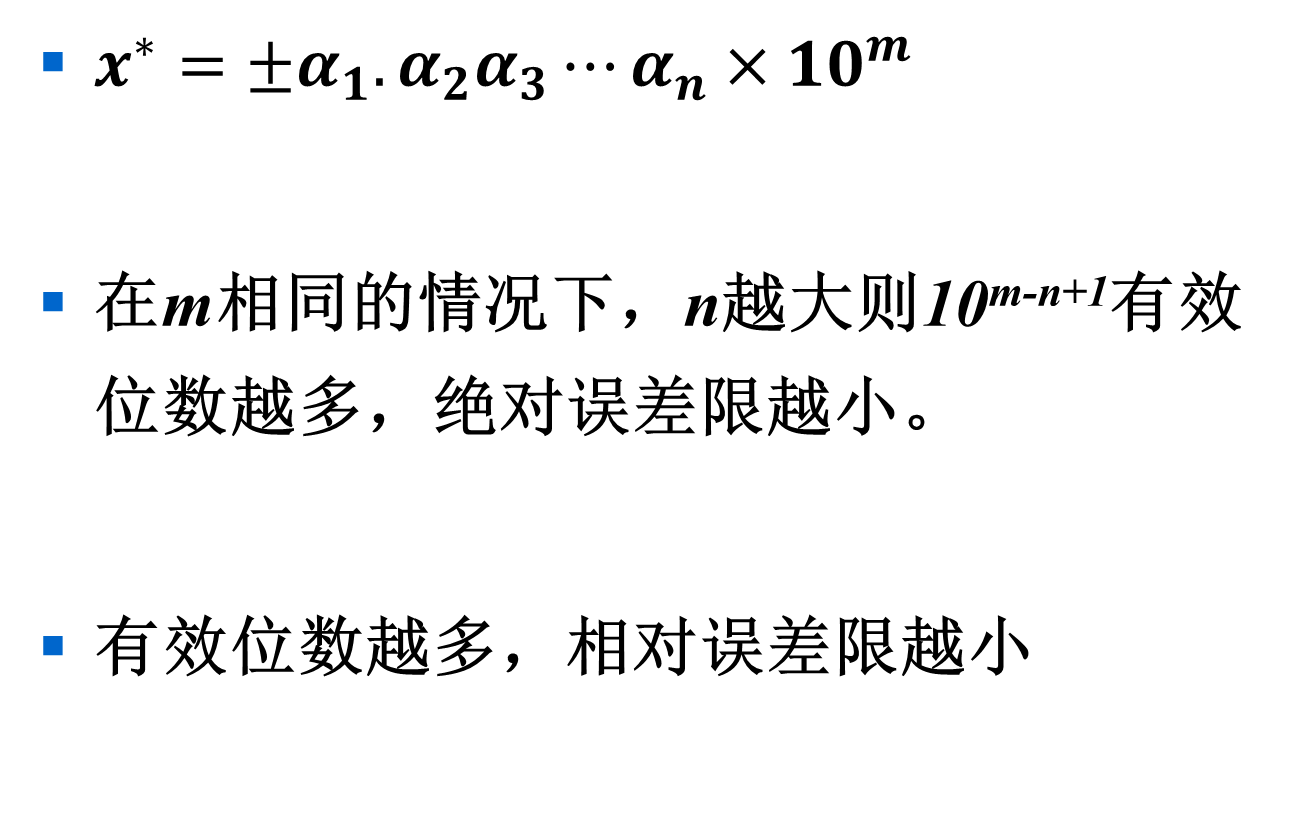 x* = ±α₁.α₂α₃⋯αₙ × 10ᵐ
在m相同的情况下，n越大则10ᵐ⁻ⁿ⁺¹有效
位数越多，绝对误差限越小。
有效位数越多，相对误差限越小